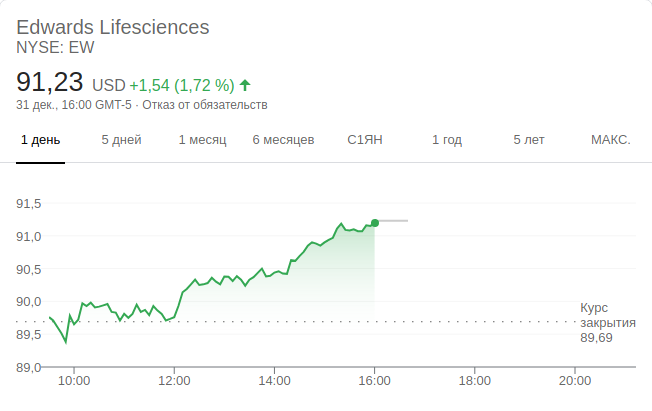 Edwards Lifesciences
NYSE: EW
91,23 USD +1,54 (1,72 %)
31 дек., 16:00 GMT-5 · Отказ от обязательств
1 день 5 дней 1 месяц 6 месяцев С1ЯН 1 год 5 лет МАКС.
91,5
91,0
90,5
90,0
89,5
89,0
Курс
закрытия
89,69
10:00 12:00 14:00 16:00 18:00 20:00